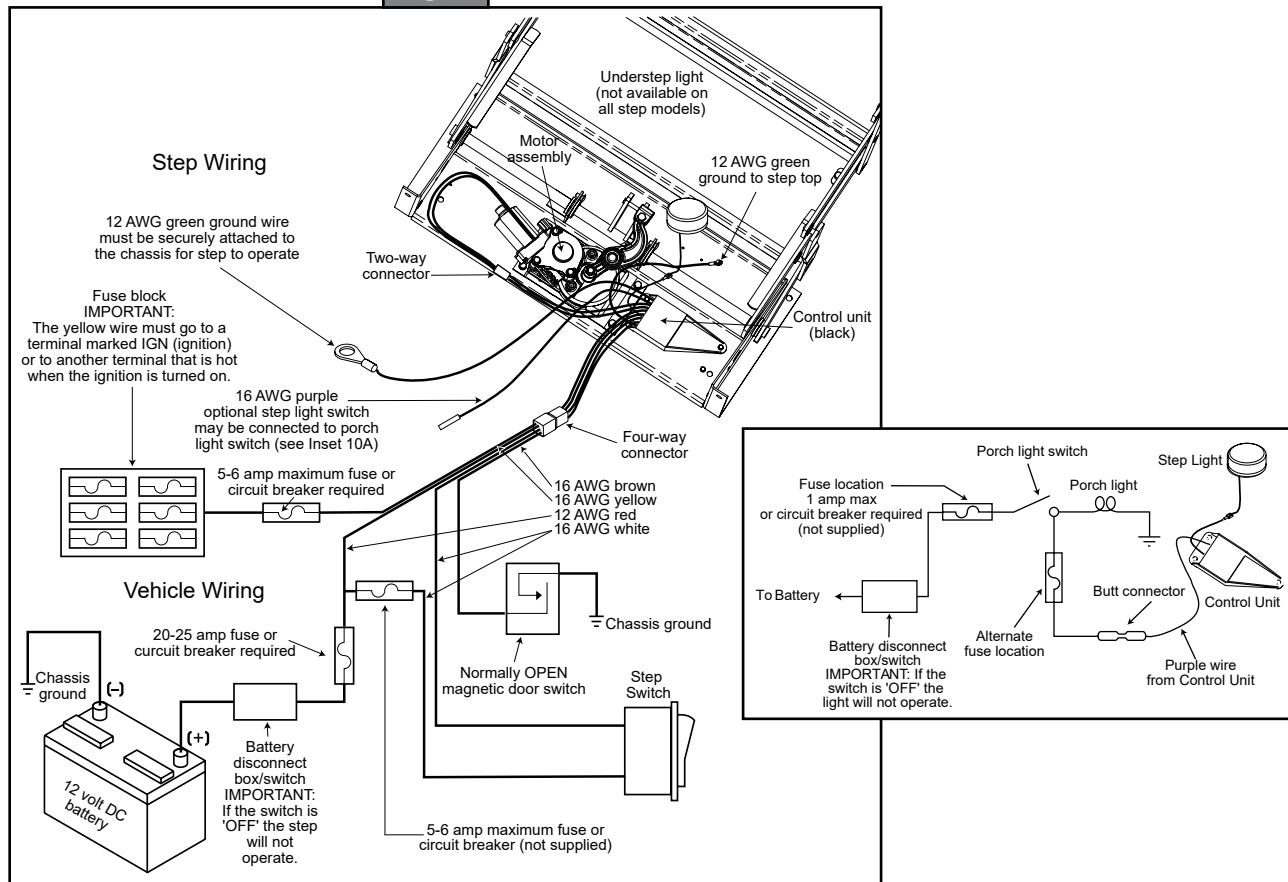 Understep light
(not available on
all step models)
Motor
assembly
12 AWG green
ground to step top
Step Wiring
12 AWG green ground wire
must be securely attached to
the chassis for step to operate
Two-way
connector
Fuse block
IMPORTANT:
The yellow wire must go to a
terminal marked IGN (ignition)
or to another terminal that is hot
when the ignition is turned on.
Control unit
(black)
16 AWG purple
optional step light switch
may be connected to porch
light switch (see Inset 10A)
Four-way
connector
5-6 amp maximum fuse or
circuit breaker required
16 AWG brown
16 AWG yellow
12 AWG red
16 AWG white
Vehicle Wiring
20-25 amp fuse or
curcuit breaker required
Chassis ground
Normally OPEN
magnetic door switch
Step
Switch
Chassis
ground
(-)
(+)
12 volt DC
battery
Battery
disconnect
box/switch
IMPORTANT:
If the switch is
'OFF' the step
will not
operate.
5-6 amp maximum fuse or
circuit breaker (not supplied)
Porch light switch
Step Light
Fuse location
1 amp max
or circuit breaker required
(not supplied)
Porch light
To Battery
Butt connector
Control Unit
Battery disconnect
box/switch
IMPORTANT: If the
switch is 'OFF' the
light will not operate.
Alternate
fuse location
Purple wire
from Control Unit